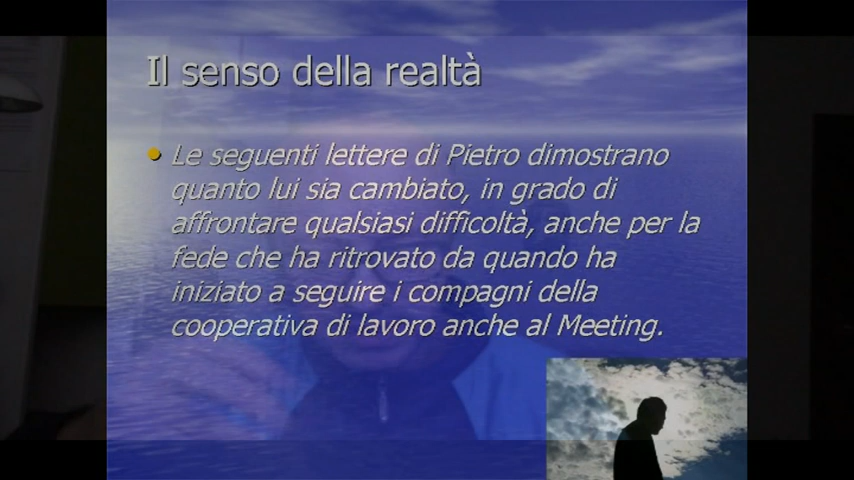 Il senso della realtà
Le seguenti lettere di Pietro dimostrano
quanto lui sia cambiato, in grado di
affrontare qualsiasi difficoltà, anche per la
fede che ha ritrovato da quando ha
iniziato a seguire i compagni della
cooperativa di lavoro anche al Meeting.